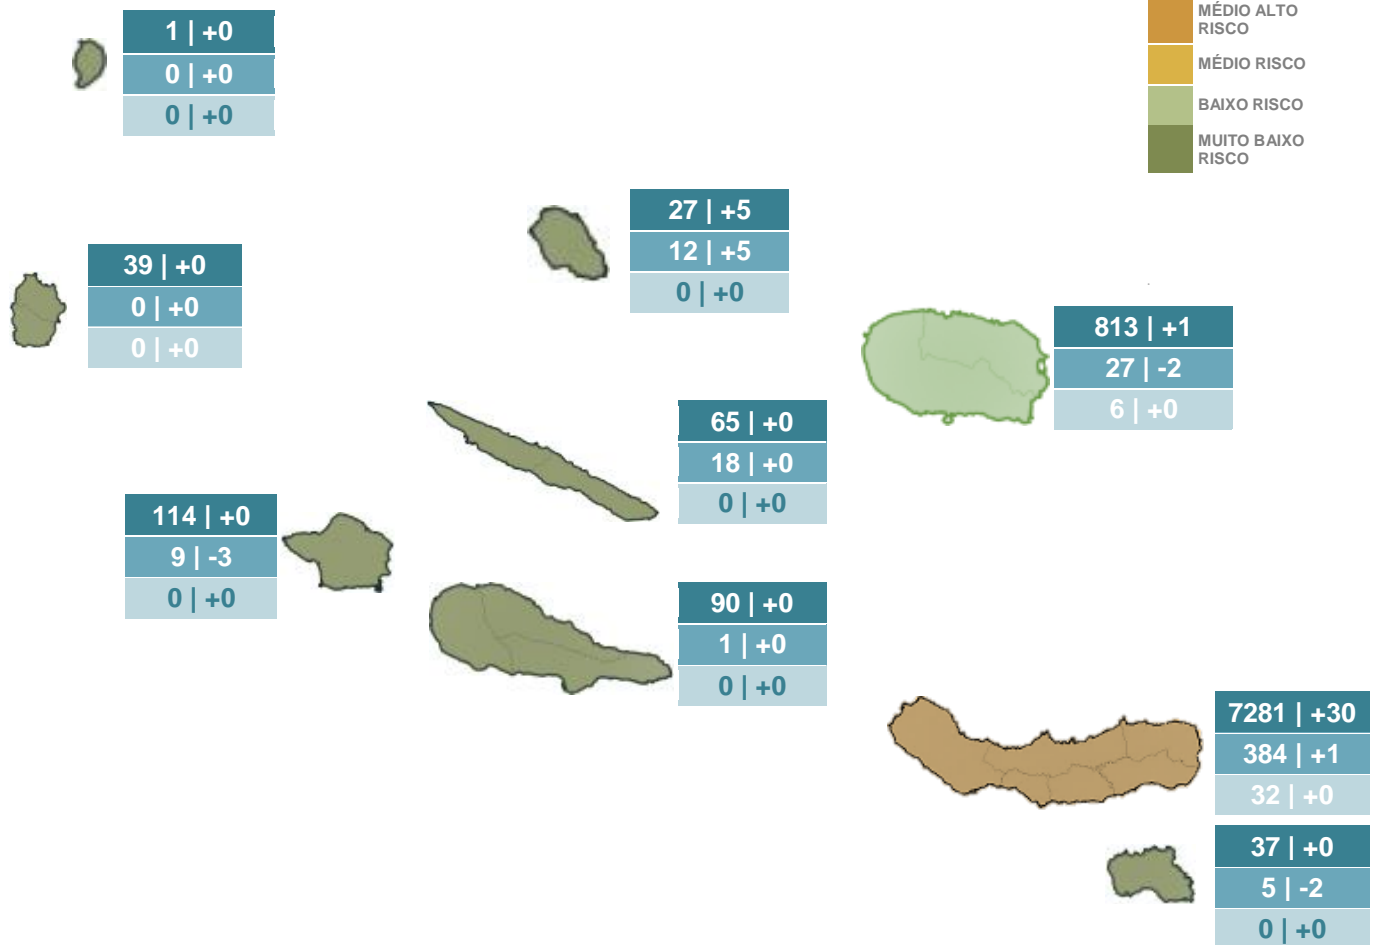 MÉDIO ALTO
RISCO
MÉDIO RISCO
BAIXO RISCO
MUITO BAIXO
RISCO
1 | +0
0 | +0
0 | +0
27 | +5
12 | +5
0 | +0
39 | +0
0 | +0
0 | +0
813 | +1
27 | -2
6 | +0
65 | +0
18 | +0
0 | +0
114 | +0
9 | -3
0 | +0
90 | +0
1 | +0
0 | +0
7281 | +30
384 | +1
32 | +0
37 | +0
5 | -2
0 | +0